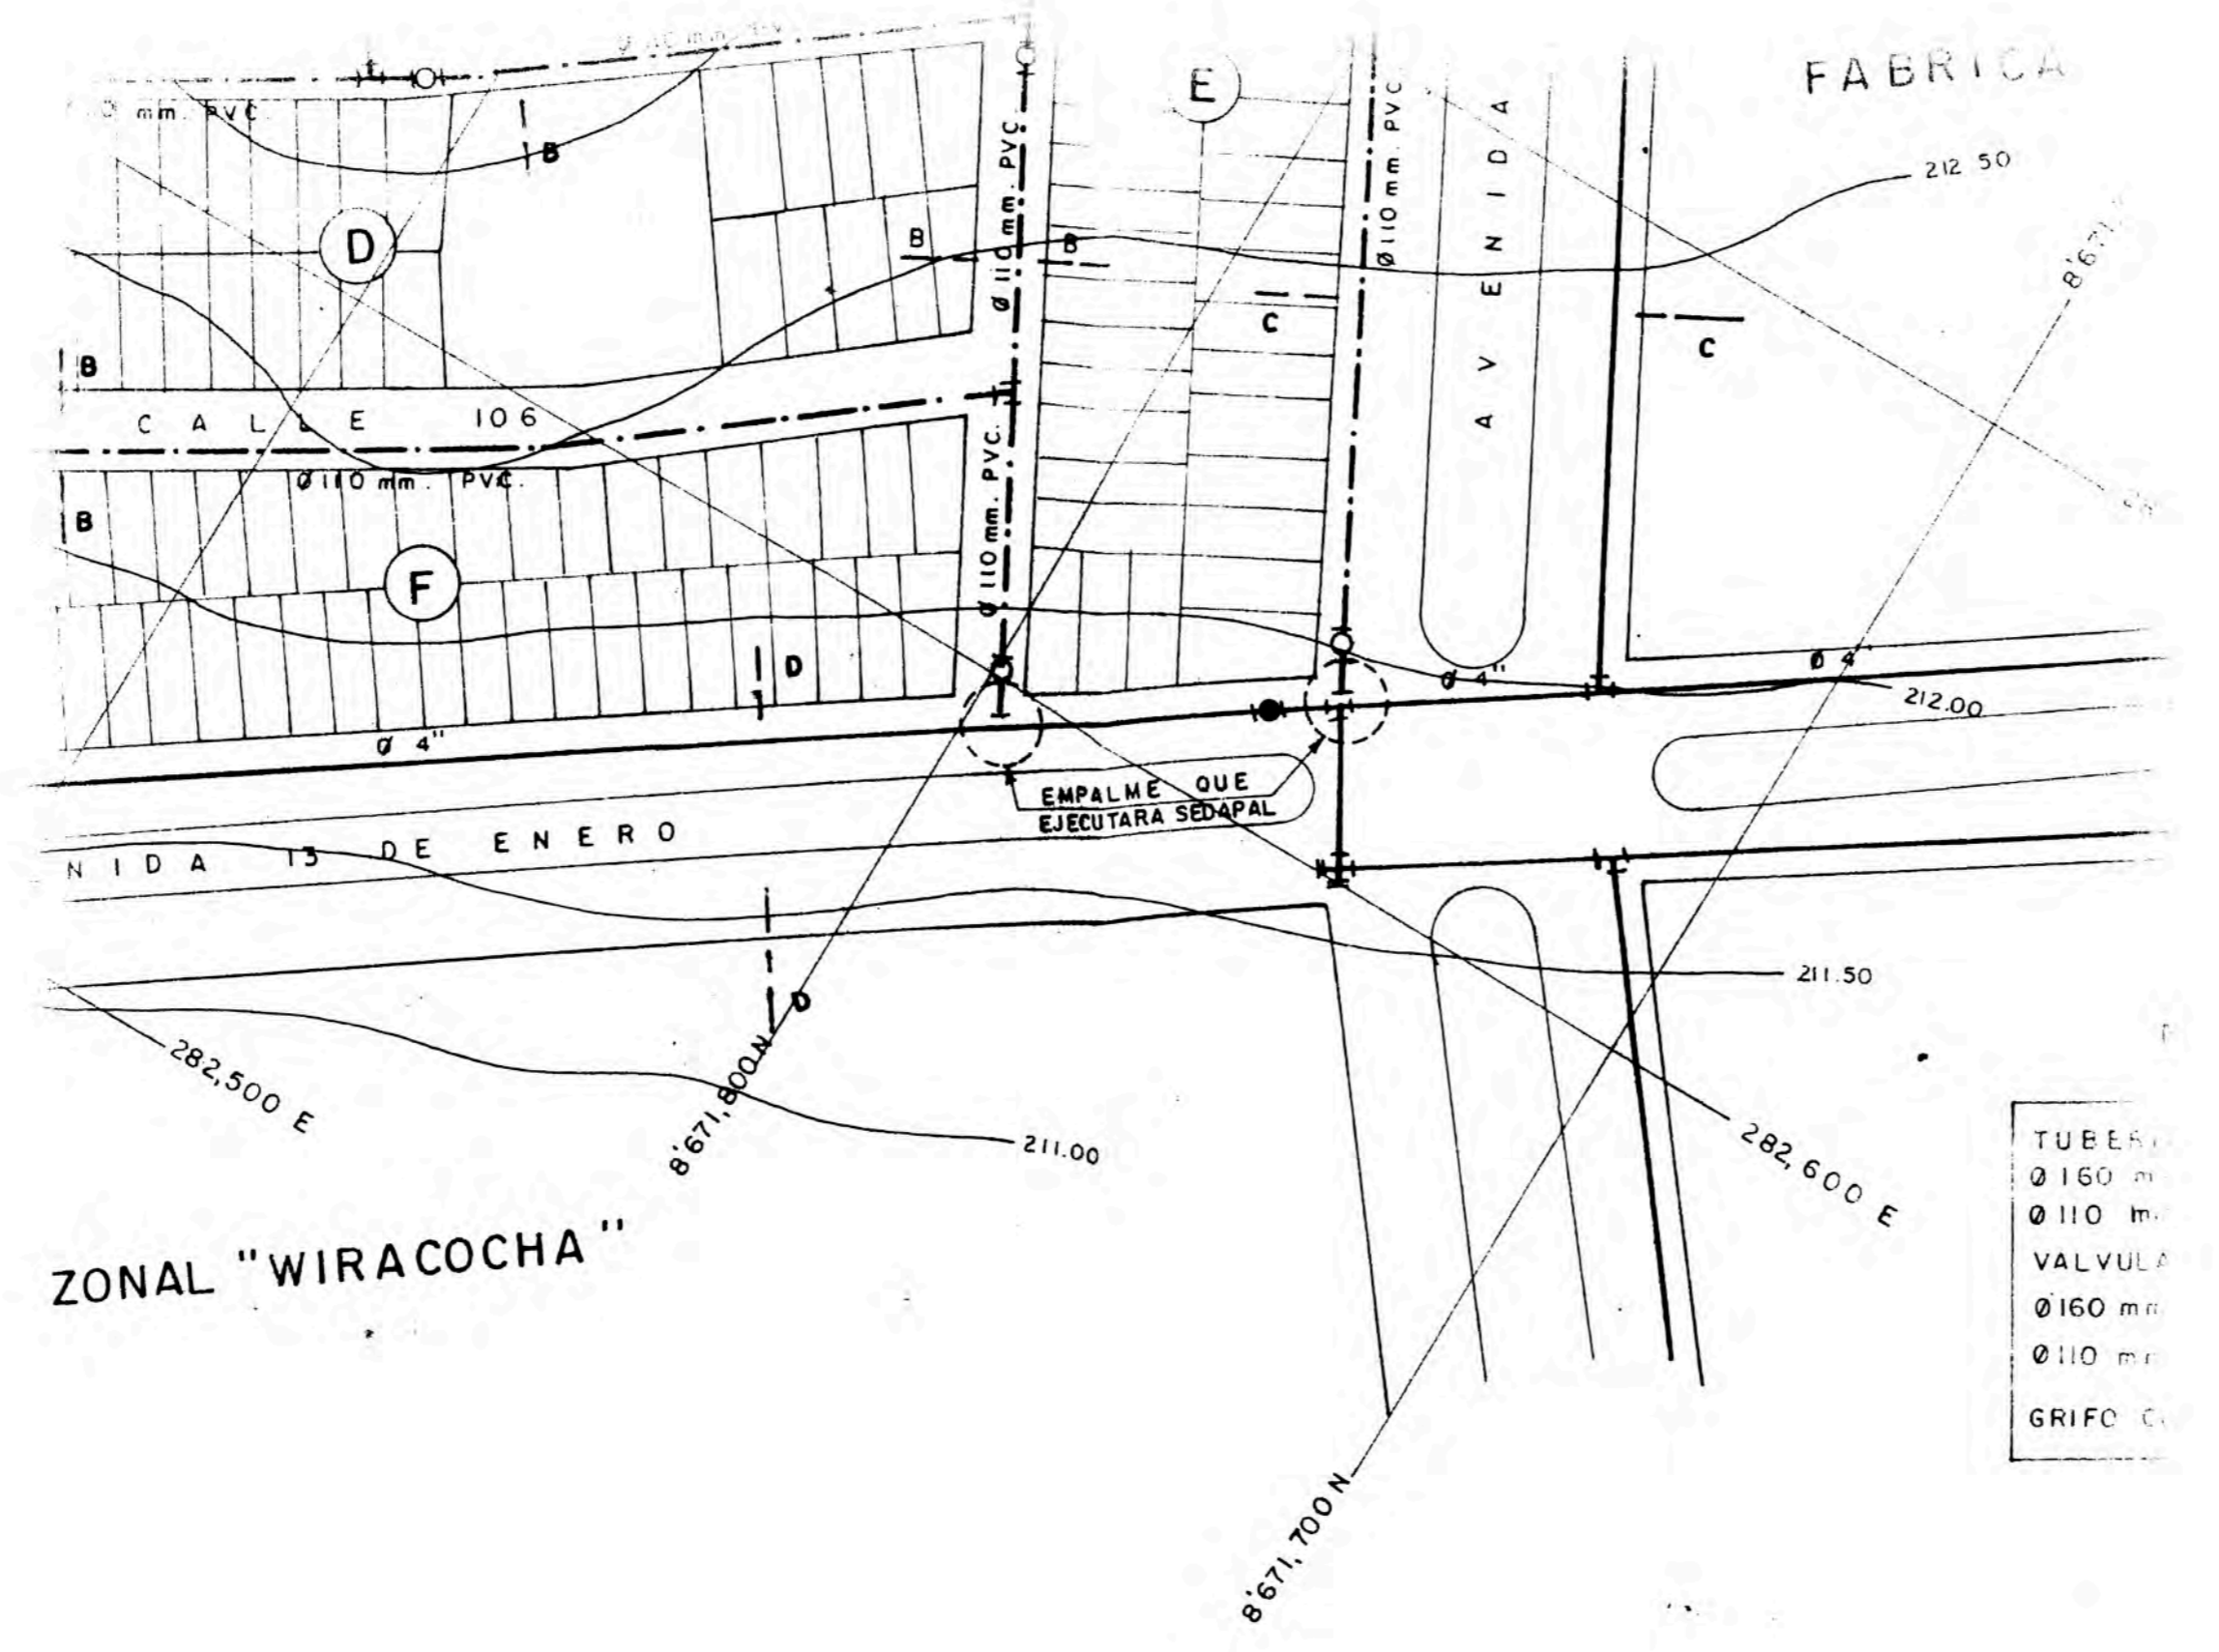 FABRICA
mm. PVC
B
E
Ø 110 mm. PVC.
Ø 110 mm. PVC
AVENIDA
212 50
D
B
B
C
C
B
CALLE 106
Ø 110 mm. PVC.
B
Ø 110 mm. PVC.
F
D
Ø 4"
Ø 4"
212.00
Ø 4"
EMPALME QUE
EJECUTARA SEDAPAL
NIDA 13 DE ENERO
211.50
D
282,500 E
8'671,800 N
211.00
282,600 E
ZONAL "WIRACOCHA"
Ø 160
Ø 110 m.
VALVULA
Ø 160 mm
Ø 110 mm
GRIFO
8'671,700 N